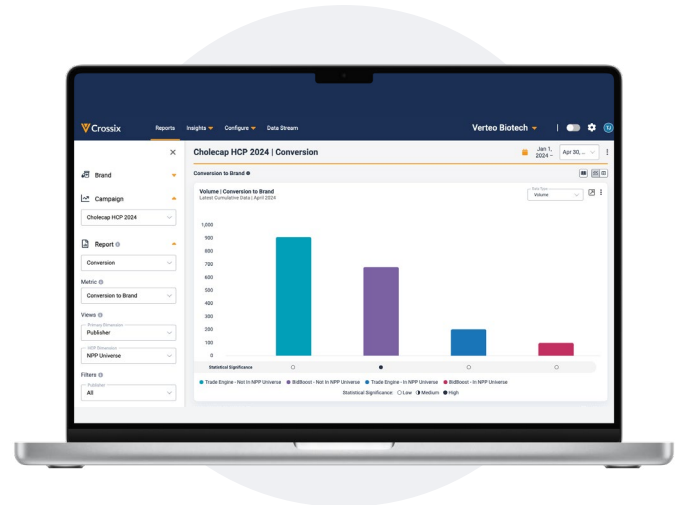 Crossix
Reports
Insights
Configure
Data Stream
Verteo Biotech
TJ
Brand
Campaign
Cholecap HCP 2024
Report
Conversion
Metric
Conversion to Brand
Views
Primary Dimension
Publisher
HCP Dimension
NPP Universe
Filters
Publisher
All
Cholecap HCP 2024 | Conversion
Jan 1,
2024 –
Apr 30, ...
Conversion to Brand
Volume | Conversion to Brand
Latest Cumulative Data | April 2024
Volume
1,000
900
800
700
600
500
400
300
200
100
0
Statistical Significance
Trade Engine - Not In NPP Universe BidBoost - Not In NPP Universe Trade Engine - In NPP Universe BidBoost - In NPP Universe
Statistical Significance: Low Medium High